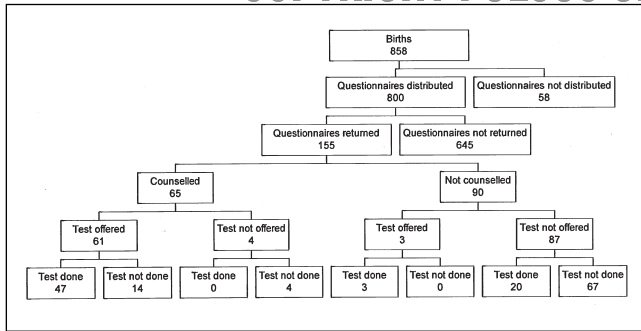 Births
858
Questionnaires distributed
800
Questionnaires not distributed
58
Questionnaires returned
155
Questionnaires not returned
645
Counselled
65
Not counselled
90
Test offered
61
Test not offered
4
Test offered
3
Test not offered
87
Test done
47
Test not done
14
Test done
0
Test not done
4
Test done
3
Test not done
0
Test done
20
Test not done
67